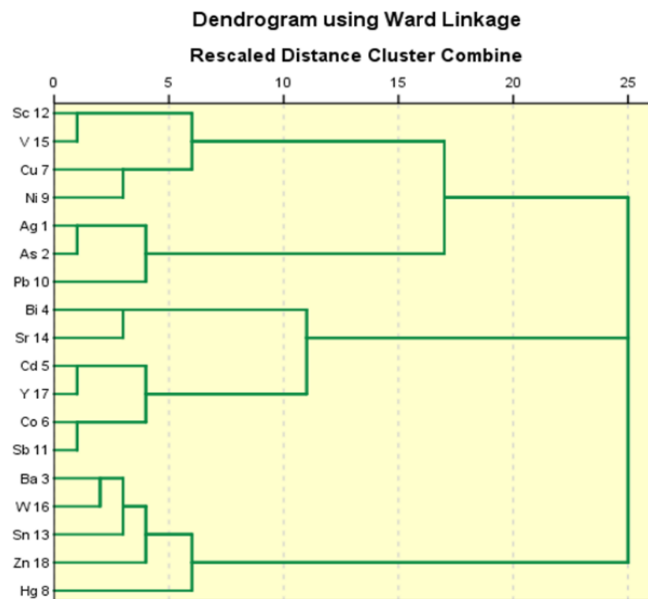 Dendrogram using Ward Linkage
Rescaled Distance Cluster Combine
0 5 10 15 20 25
Sc 12
V 15
Cu 7
Ni 9
Ag 1
As 2
Pb 10
Bi 4
Sr 14
Cd 5
Y 17
Co 6
Sb 11
Ba 3
W 16
Sn 13
Zn 18
Hg 8